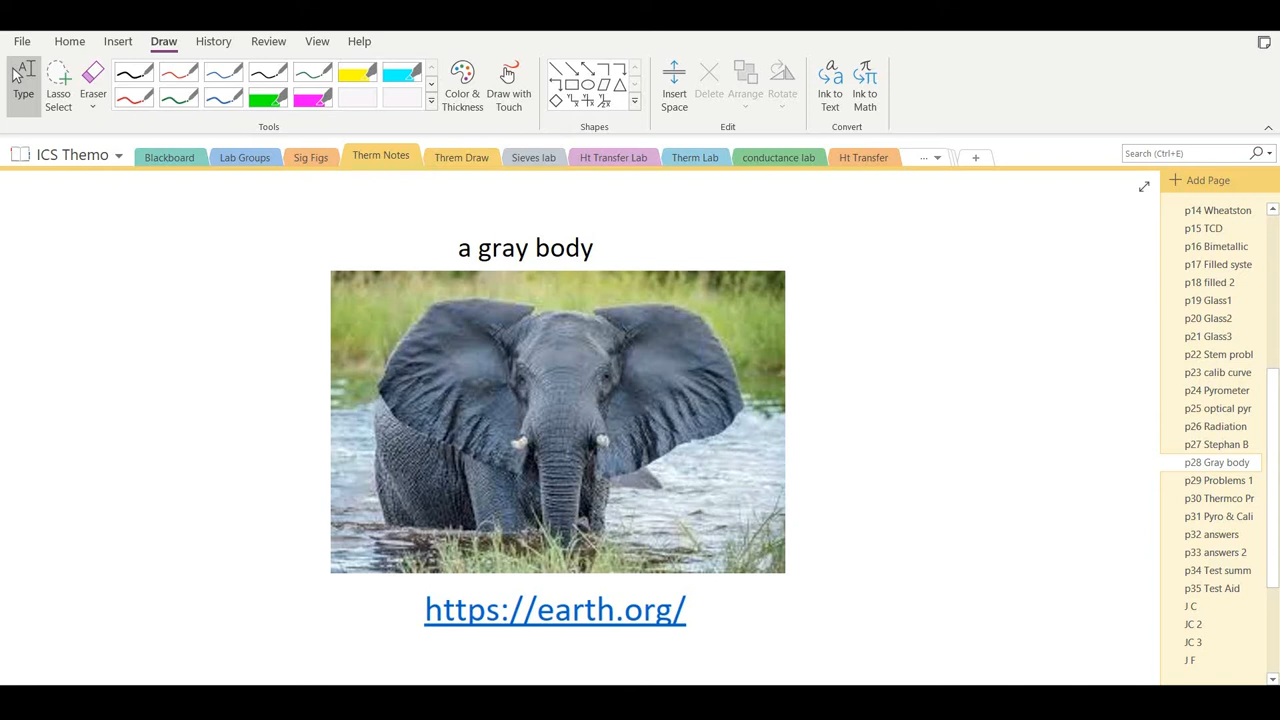 File Home Insert Draw History Review View Help
Type
Lasso Select
Eraser
Color & Thickness
Draw with Touch
Insert Space
Delete
Arrange
Rotate
Ink to Text
Ink to Math
Tools Shapes Edit Convert
ICS Themo
Blackboard Lab Groups Sig Figs Therm Notes Threm Draw Sieves lab Ht Transfer Lab Therm Lab conductance lab Ht Transfer ...
Search (Ctrl+E)
Add Page
a gray body
https://earth.org/
p14 Wheatston
p15 TCD
p16 Bimetallic
p17 Filled syste
p18 filled 2
p19 Glass1
p20 Glass2
p21 Glass3
p22 Stem probl
p23 calib curve
p24 Pyrometer
p25 optical pyr
p26 Radiation
p27 Stephan B
p28 Gray body
p29 Problems 1
p30 Thermco Pr
p31 Pyro & Cali
p32 answers
p33 answers 2
p34 Test summ
p35 Test Aid
J C
JC 2
JC 3
J F